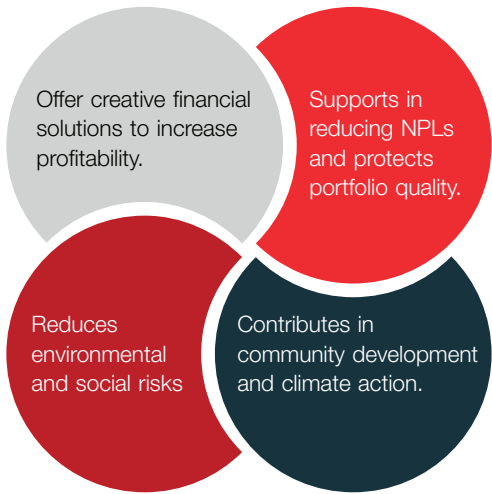 Offer creative financial
solutions to increase
profitability.
Supports in
reducing NPLs
and protects
portfolio quality.
Reduces
environmental
and social risks
Contributes in
community development
and climate action.